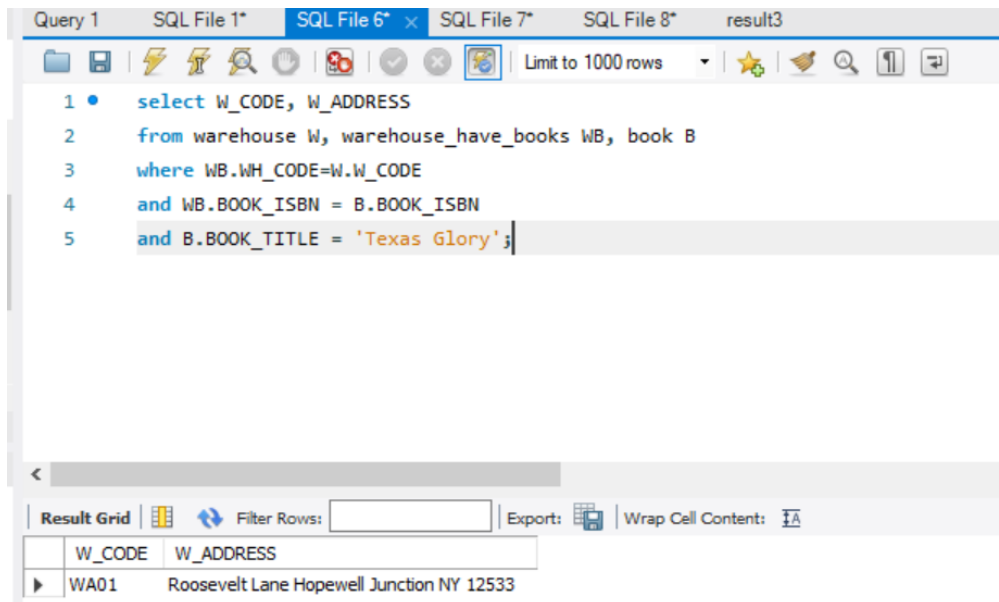 Query 1 SQL File 1* SQL File 6* × SQL File 7* SQL File 8* result3
Limit to 1000 rows
1 select W_CODE, W_ADDRESS
2 from warehouse W, warehouse_have_books WB, book B
3 where WB.WH_CODE=W.W_CODE
4 and WB.BOOK_ISBN = B.BOOK_ISBN
5 and B.BOOK_TITLE = 'Texas Glory';
Result Grid Filter Rows: Export: Wrap Cell Content: IA
W_CODE W_ADDRESS
WA01 Roosevelt Lane Hopewell Junction NY 12533